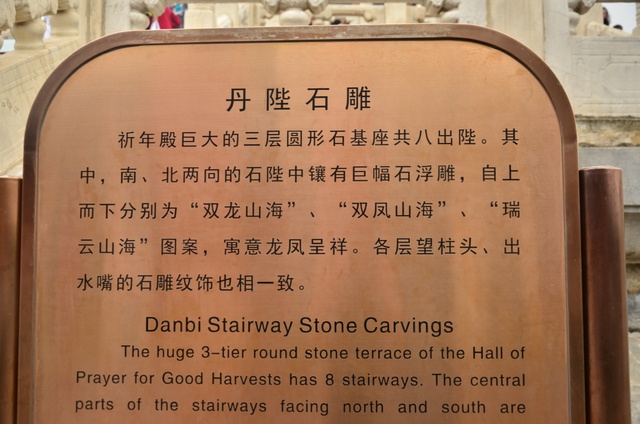 丹陛石雕
祈年殿巨大的三层圆形石基座共八出陛。其
中，南、北两向的石陛中镶有巨幅石浮雕，自上
而下分别为“双龙山海”、“双凤山海”、“瑞
云山海”图案，寓意龙凤呈祥。各层望柱头、出
水嘴的石雕纹饰也相一致。
Danbi Stairway Stone Carvings
The huge 3-tier round stone terrace of the Hall of
Prayer for Good Harvests has 8 stairways. The central
parts of the stairways facing north and south are